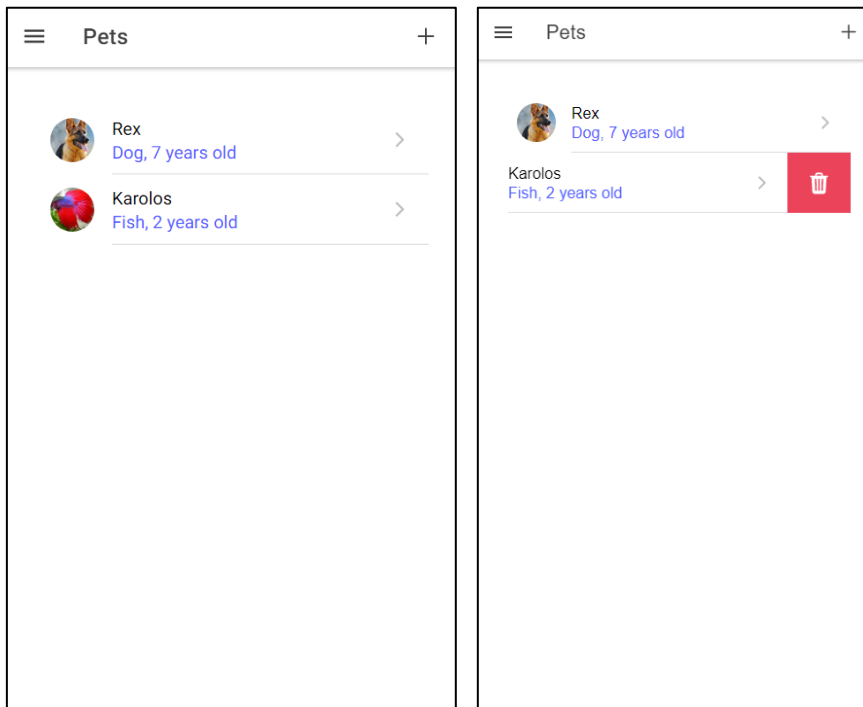 Pets
Rex
Dog, 7 years old
Karolos
Fish, 2 years old
Pets
Rex
Dog, 7 years old
Karolos
Fish, 2 years old